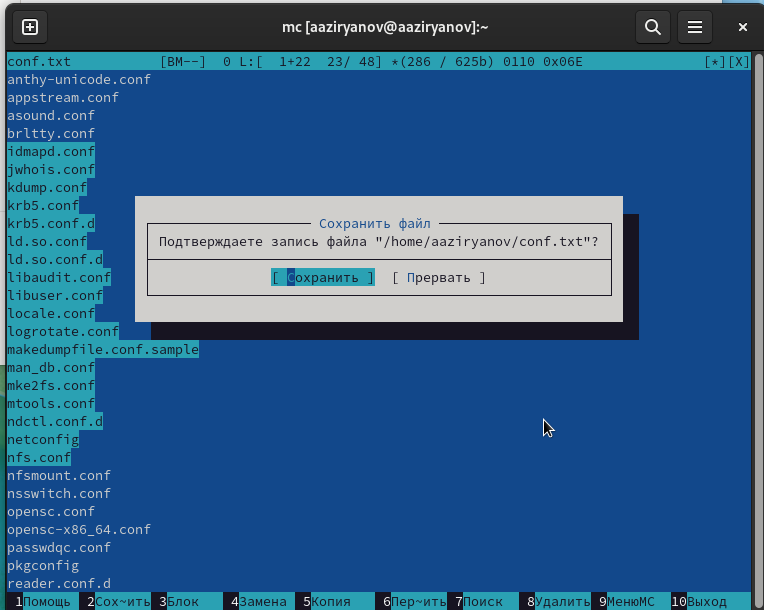 mc [aaziryanov@aaziryanov]:~
conf.txt [BM--] 0 L:[ 1+22 23/ 48] *(286 / 625b) 0110 0x06E [*][X]
anthy-unicode.conf
appstream.conf
asound.conf
brltty.conf
idmapd.conf
jwhois.conf
kdump.conf
krb5.conf
krb5.conf.d
ld.so.conf
ld.so.conf.d
libaudit.conf
libuser.conf
locale.conf
logrotate.conf
makedumpfile.conf.sample
man_db.conf
mke2fs.conf
mtools.conf
ndctl.conf.d
netconfig
nfs.conf
nfsmount.conf
nsswitch.conf
opensc.conf
opensc-x86_64.conf
passwdqc.conf
pkgconfig
reader.conf.d
Сохранить файл
Подтверждаете запись файла "/home/aaziryanov/conf.txt"?
[ Сохранить ] [ Прервать ]
1Помощь 2Сох~ить 3Блок 4Замена 5Копия 6Пер~ить 7Поиск 8Удалить 9МенюMC 10Выход